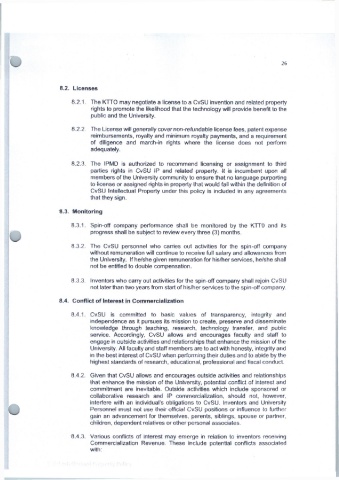 26
8.2. Licenses
8.2.1. The KTTO may negotiate a license to a CvSU invention and related property
rights to promote the likelihood that the technology will provide benefit to the
public and the University.
8.2.2. The License will generally cover non-refundable license fees, patent expense
reimbursements, royalty and minimum royalty payments, and a requirement
of diligence and march-in rights where the license does not perform
adequately.
8.2.3. The IPMD is authorized to recommend licensing or assignment to third
parties rights in CvSU IP and related property. It is incumbent upon all
members of the University community to ensure that no language purporting
to license or assigned rights in property that would fall within the definition of
CvSU Intellectual Property under this policy is included in any agreements
that they sign.
8.3. Monitoring
8.3.1. Spin-off company performance shall be monitored by the KTTO and its
progress shall be subject to review every three (3) months.
8.3.2. The CvSU personnel who carries out activities for the spin-off company
without remuneration will continue to receive full salary and allowances from
the University. If he/she given remuneration for his/her services, he/she shall
not be entitled to double compensation.
8.3.3. Inventors who carry out activities for the spin-off company shall rejoin CvSU
not later than two years from start of his/her services to the spin-off company.
8.4. Conflict of Interest in Commercialization
8.4.1. CvSU is committed to basic values of transparency, integrity and
independence as it pursues its mission to create, preserve and disseminate
knowledge through teaching, research, technology transfer, and public
service. Accordingly, CvSU allows and encourages faculty and staff to
engage in outside activities and relationships that enhance the mission of the
University. All faculty and staff members are to act with honesty, integrity and
in the best interest of CvSU when performing their duties and to abide by the
highest standards of research, educational, professional and fiscal conduct.
8.4.2. Given that CvSU allows and encourages outside activities and relationships
that enhance the mission of the University, potential conflict of interest and
commitment are inevitable. Outside activities which include sponsored or
collaborative research and IP commercialization, should not, however,
interfere with an individual's obligations to CvSU. Inventors and University
Personnel must not use their official CvSU positions or influence to further
gain an advancement for themselves, parents, siblings, spouse or partner,
children, dependent relatives or other personal associates.
8.4.3. Various conflicts of interest may emerge in relation to inventors receiving
Commercialization Revenue. These include potential conflicts associated
with: